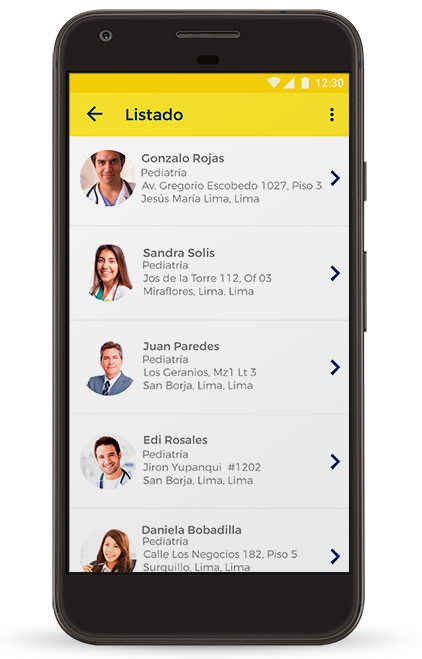 12:30
Listado
Gonzalo Rojas
Pediatría
Av. Gregorio Escobedo 1027, Piso 3
Jesús María Lima, Lima
Sandra Solis
Pediatría
Jos de la Torre 112, Of 03
Miraflores, Lima, Lima
Juan Paredes
Pediatría
Los Geranios, Mz1 Lt 3
San Borja, Lima, Lima
Edi Rosales
Pediatría
Jiron Yupanqui #1202
San Borja, Lima, Lima
Daniela Bobadilla
Pediatría
Calle Los Negocios 182, Piso 5
Surquillo, Lima, Lima